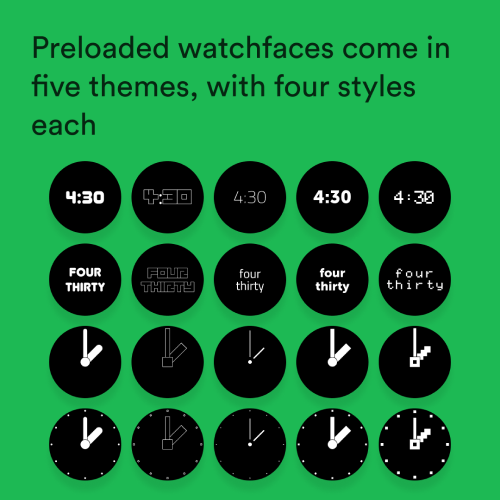 Preloaded watchfaces come in
five themes, with four styles
each
4:30 4:30 4:30 4:30 4:30
FOUR THIRTY FOUR THIRTY four thirty four thirty four thirty